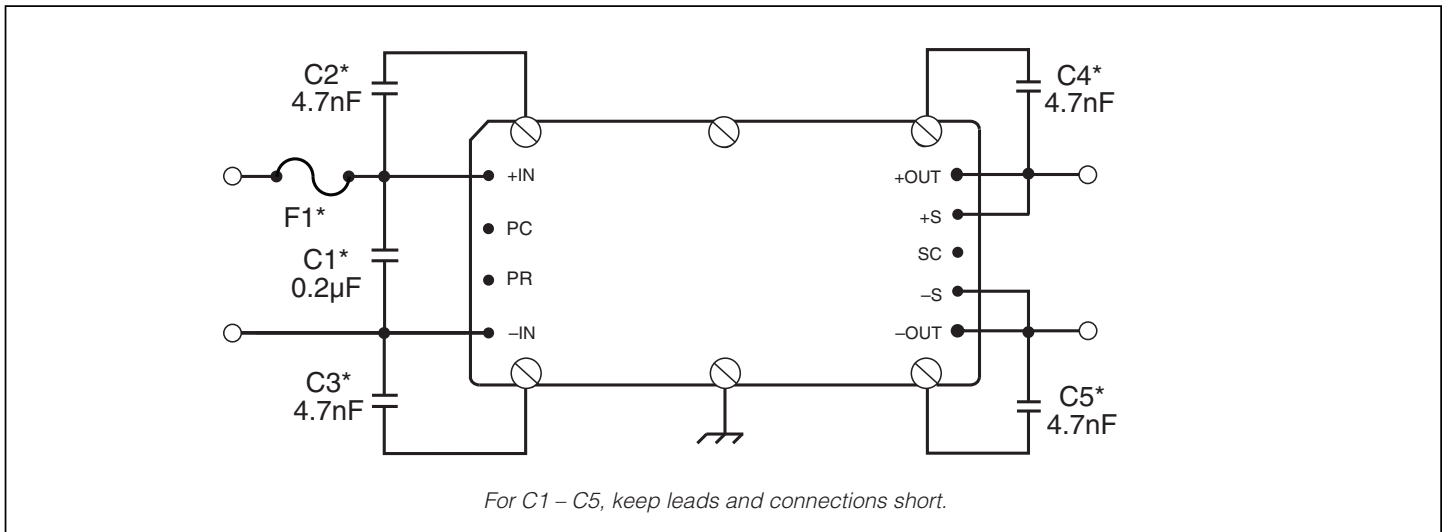 C2*
4.7nF
C4*
4.7nF
+IN
+OUT
F1*
+S
PC
SC
C1*
0.2µF
PR
–S
–IN
–OUT
C3*
4.7nF
C5*
4.7nF
For C1 – C5, keep leads and connections short.